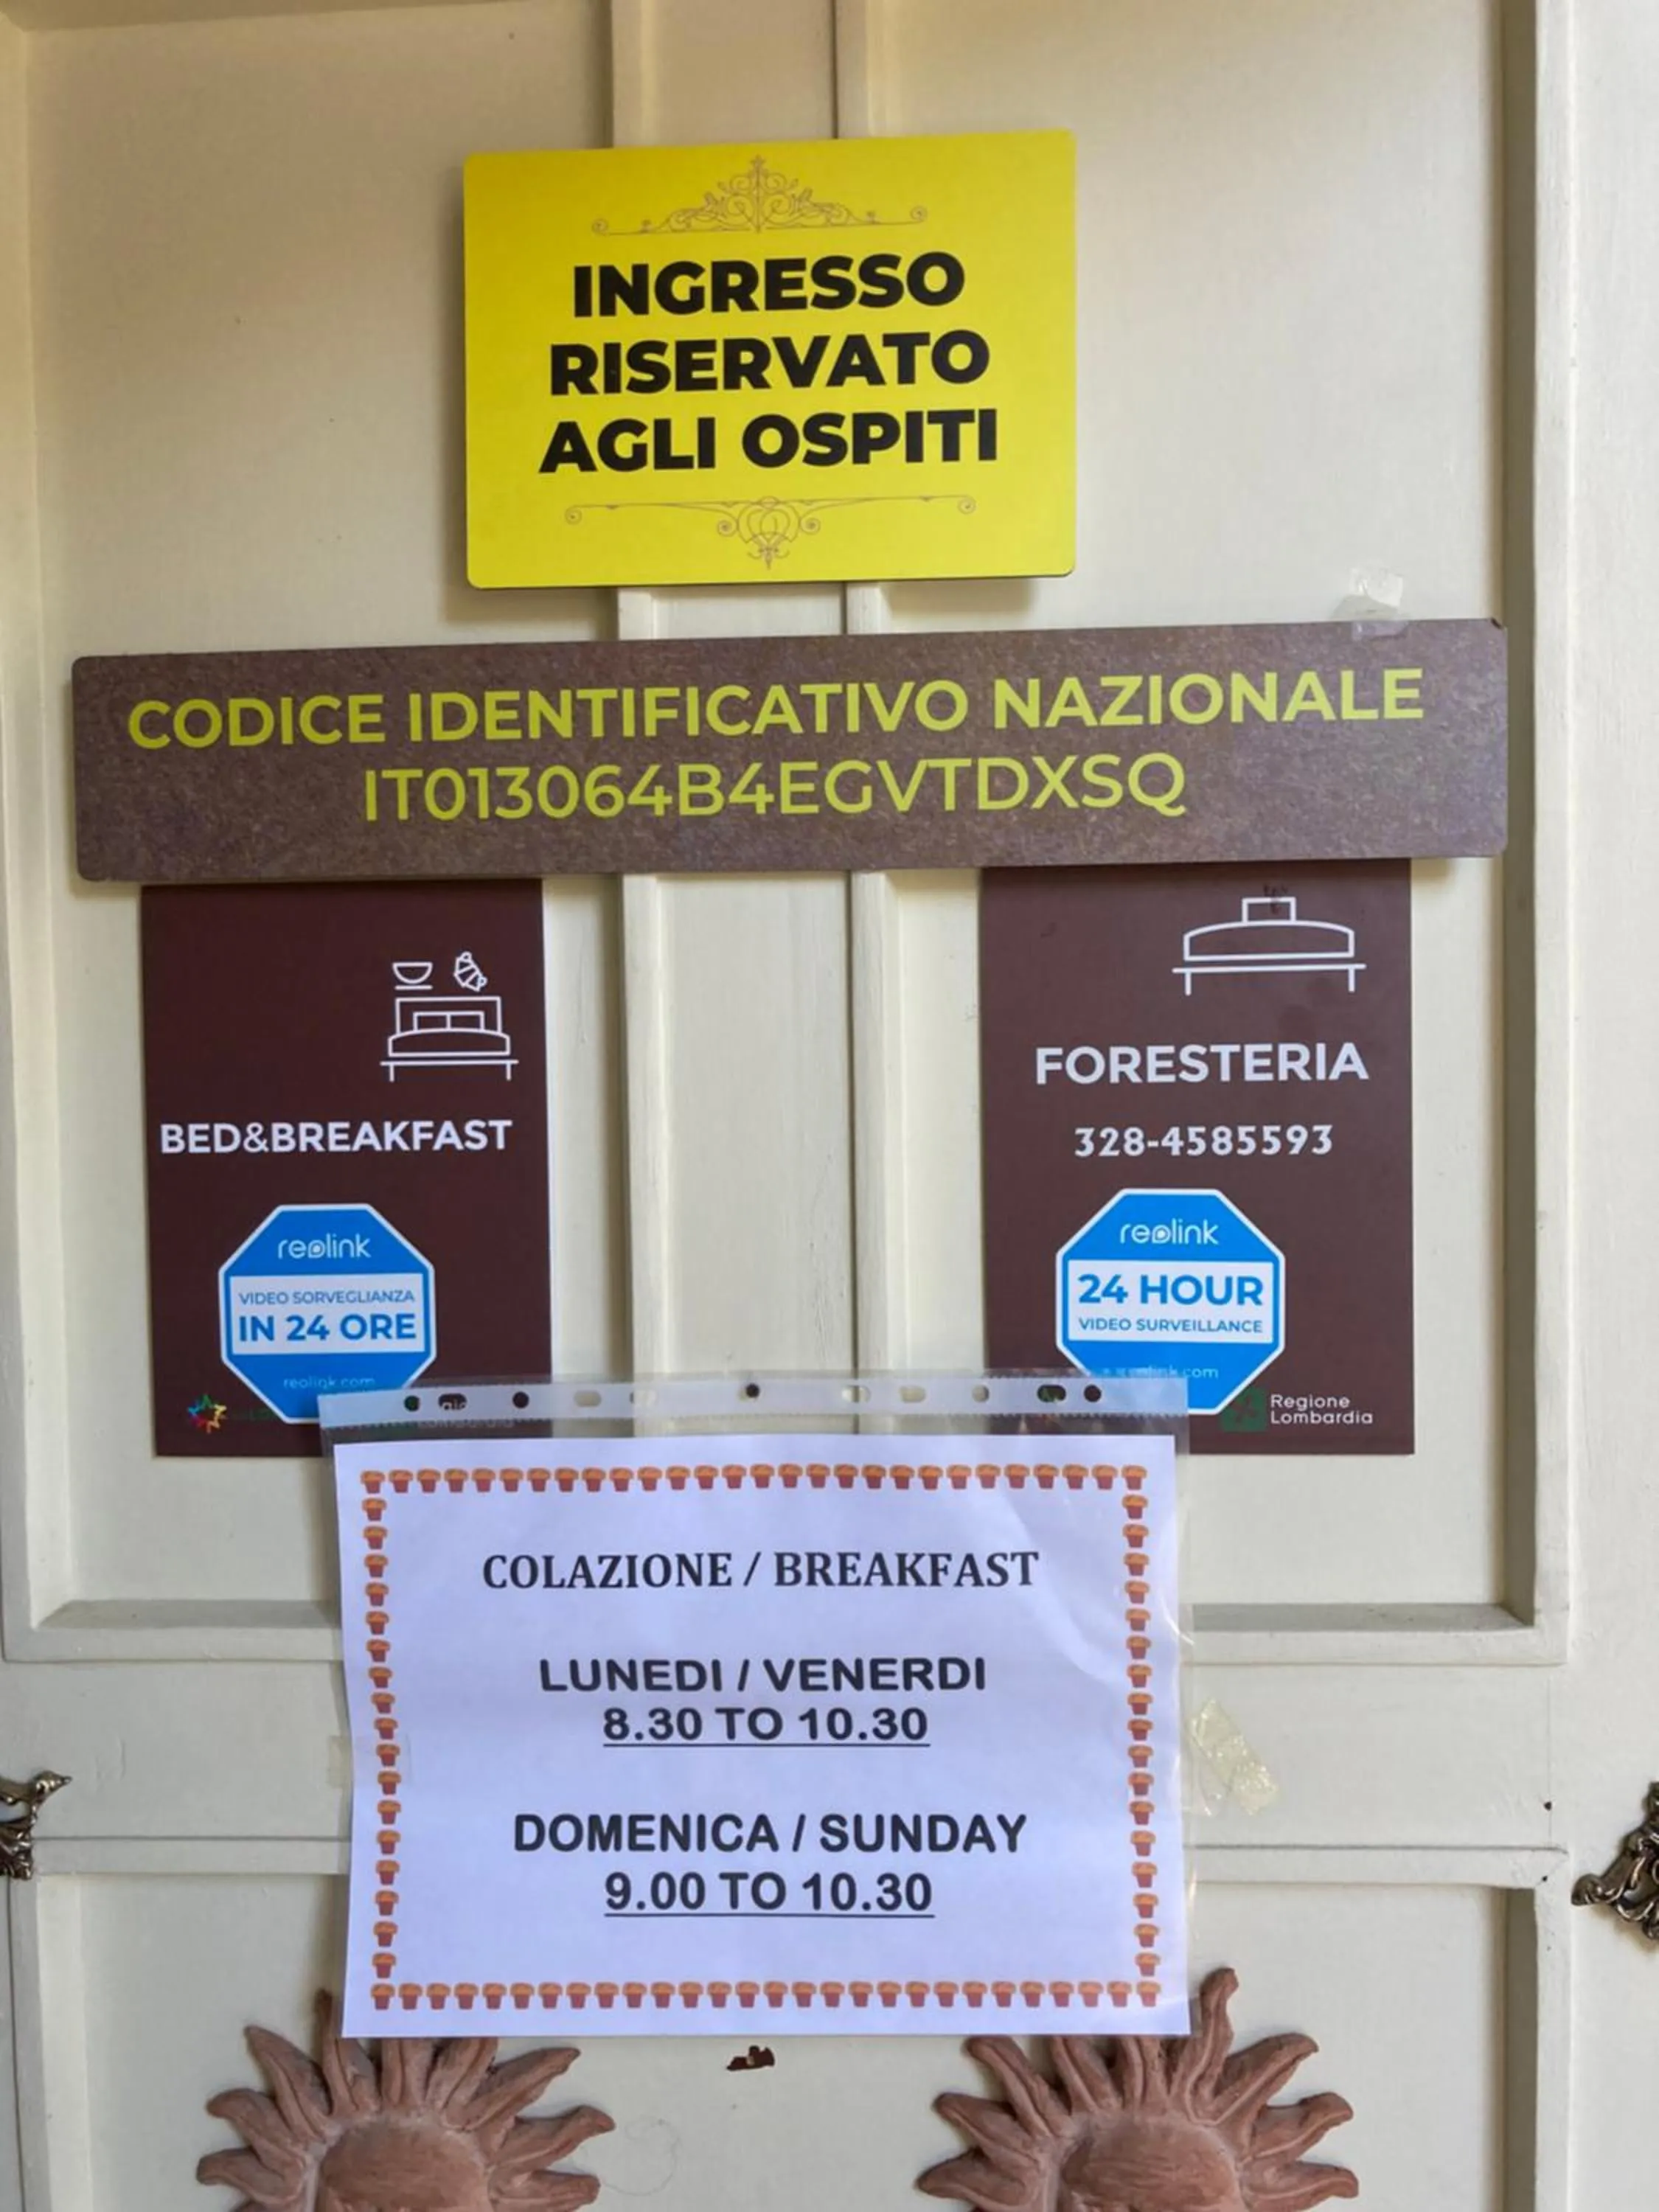 INGRESSO
RISERVATO
AGLI OSPITI
CODICE IDENTIFICATIVO NAZIONALE
IT013064B4EGVTDXSQ
BED&BREAKFAST
reolink
VIDEO SORVEGLIANZA
IN 24 ORE
reolink.com
FORESTERIA
328-4585593
reolink
24 HOUR
VIDEO SURVEILLANCE
reolink.com
Regione
Lombardia
COLAZIONE / BREAKFAST
LUNEDI / VENERDI
8.30 TO 10.30
DOMENICA / SUNDAY
9.00 TO 10.30